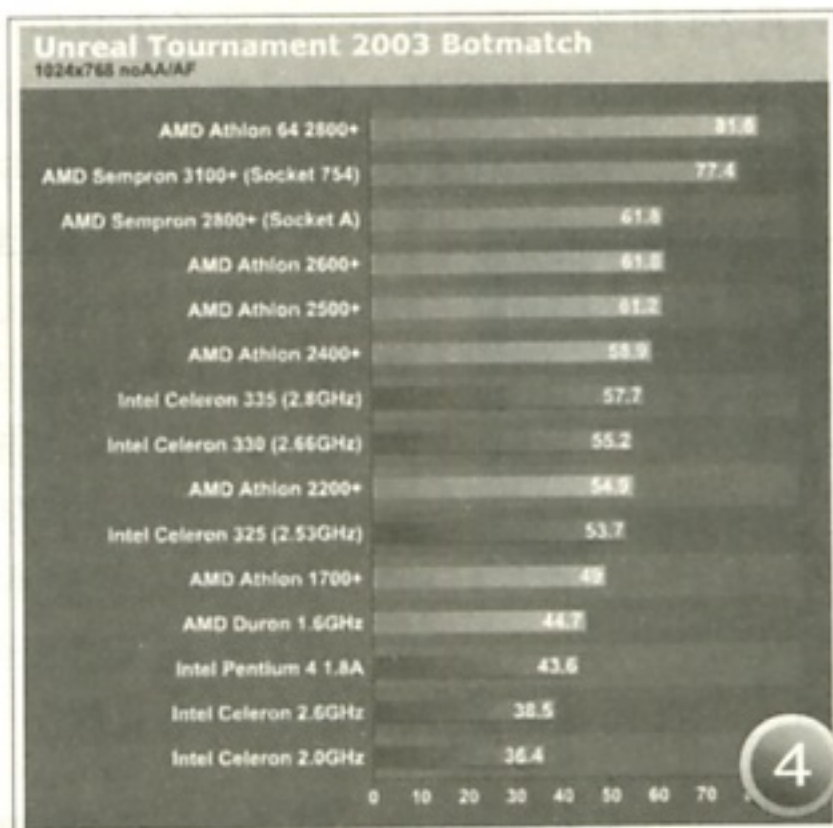 Unreal Tournament 2003 Botmatch
1024x768 noAA/AF
AMD Athlon 64 2800+ 81.6
AMD Sempron 3100+ (Socket 754) 77.4
AMD Sempron 2800+ (Socket A) 61.8
AMD Athlon 2600+ 61.8
AMD Athlon 2500+ 61.2
AMD Athlon 2400+ 58.9
Intel Celeron 335 (2.8GHz) 57.7
Intel Celeron 330 (2.66GHz) 55.2
AMD Athlon 2200+ 54.9
Intel Celeron 325 (2.53GHz) 53.7
AMD Athlon 1700+ 49
AMD Duron 1.6GHz 44.7
Intel Pentium 4 1.8A 43.6
Intel Celeron 2.6GHz 38.5
Intel Celeron 2.0GHz 36.4
0 10 20 30 40 50 60 70
4